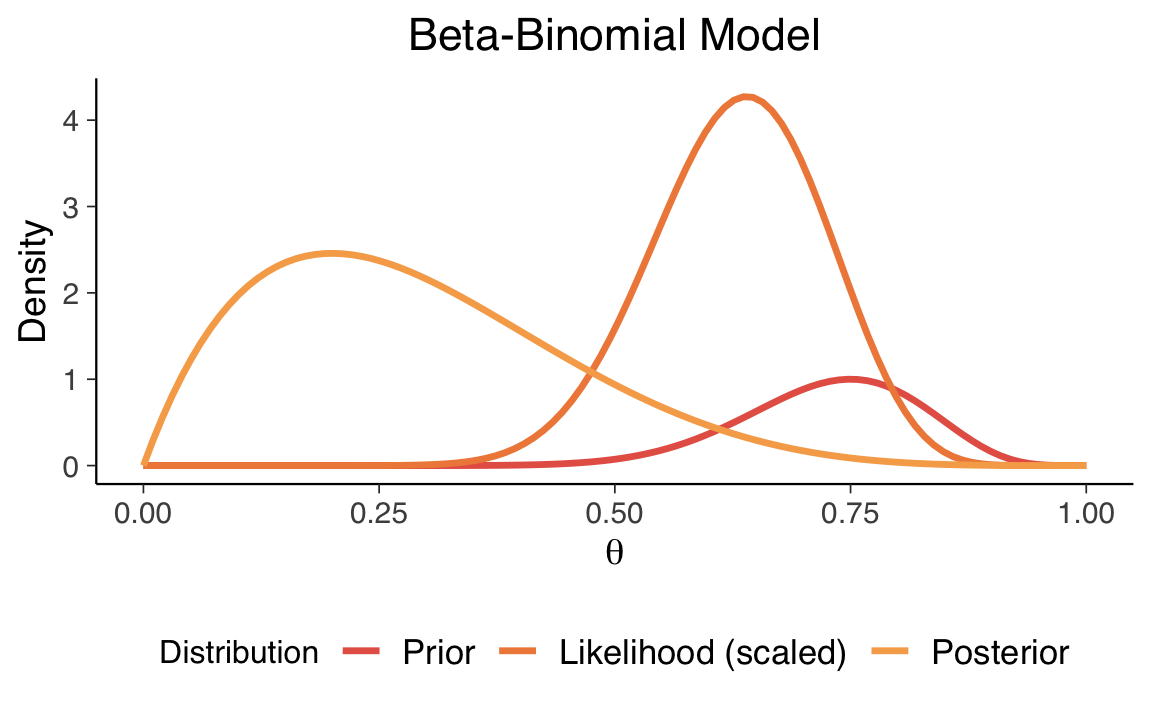 Beta-Binomial Model
Density
4
3
2
1
0
0.00 0.25 0.50 0.75 1.00
θ
Distribution Prior Likelihood (scaled) Posterior